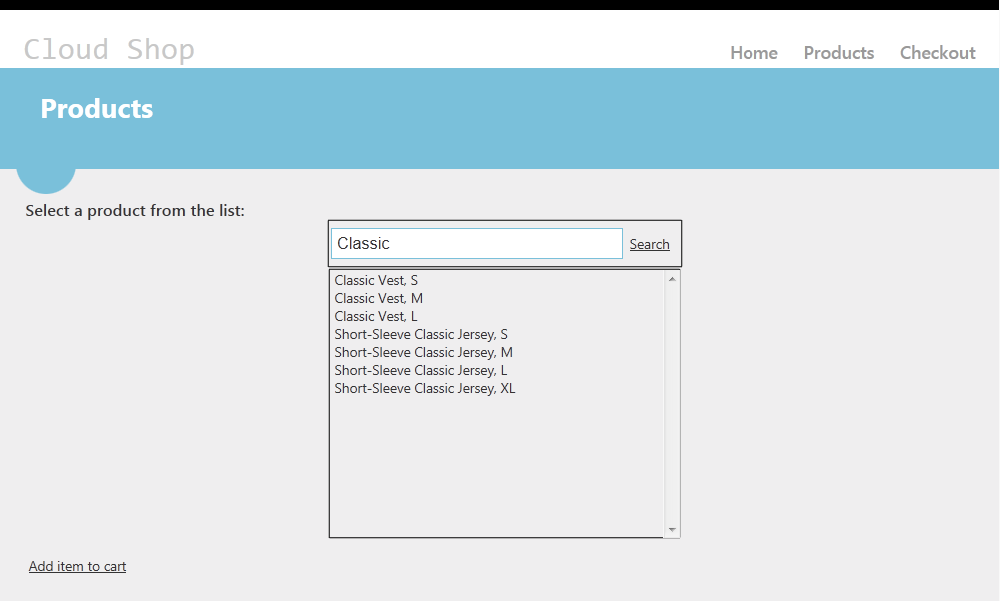 Cloud Shop
Home Products Checkout
Products
Select a product from the list:
Classic Search
Classic Vest, S
Classic Vest, M
Classic Vest, L
Short-Sleeve Classic Jersey, S
Short-Sleeve Classic Jersey, M
Short-Sleeve Classic Jersey, L
Short-Sleeve Classic Jersey, XL
Add item to cart